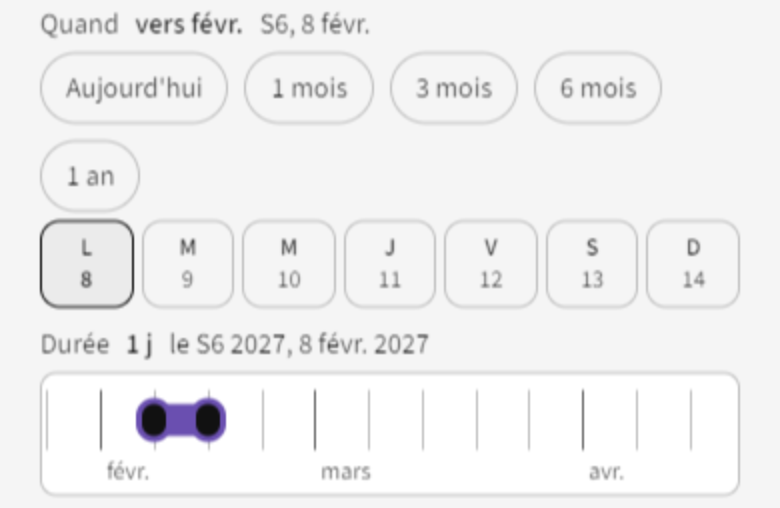 Quand vers févr. S6, 8 févr.
Aujourd'hui 1 mois 3 mois 6 mois
1 an
L M M J V S D
8 9 10 11 12 13 14
Durée 1 j le S6 2027, 8 févr. 2027
févr. mars avr.